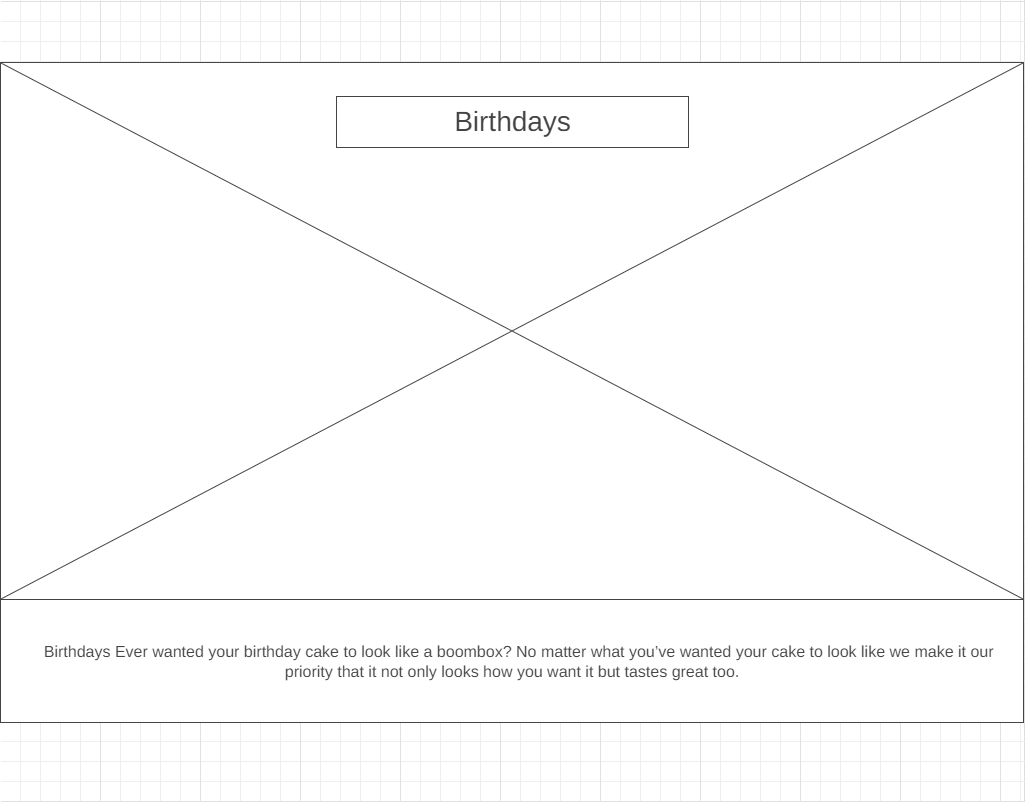 Birthdays
Birthdays Ever wanted your birthday cake to look like a boombox? No matter what you’ve wanted your cake to look like we make it our
priority that it not only looks how you want it but tastes great too.